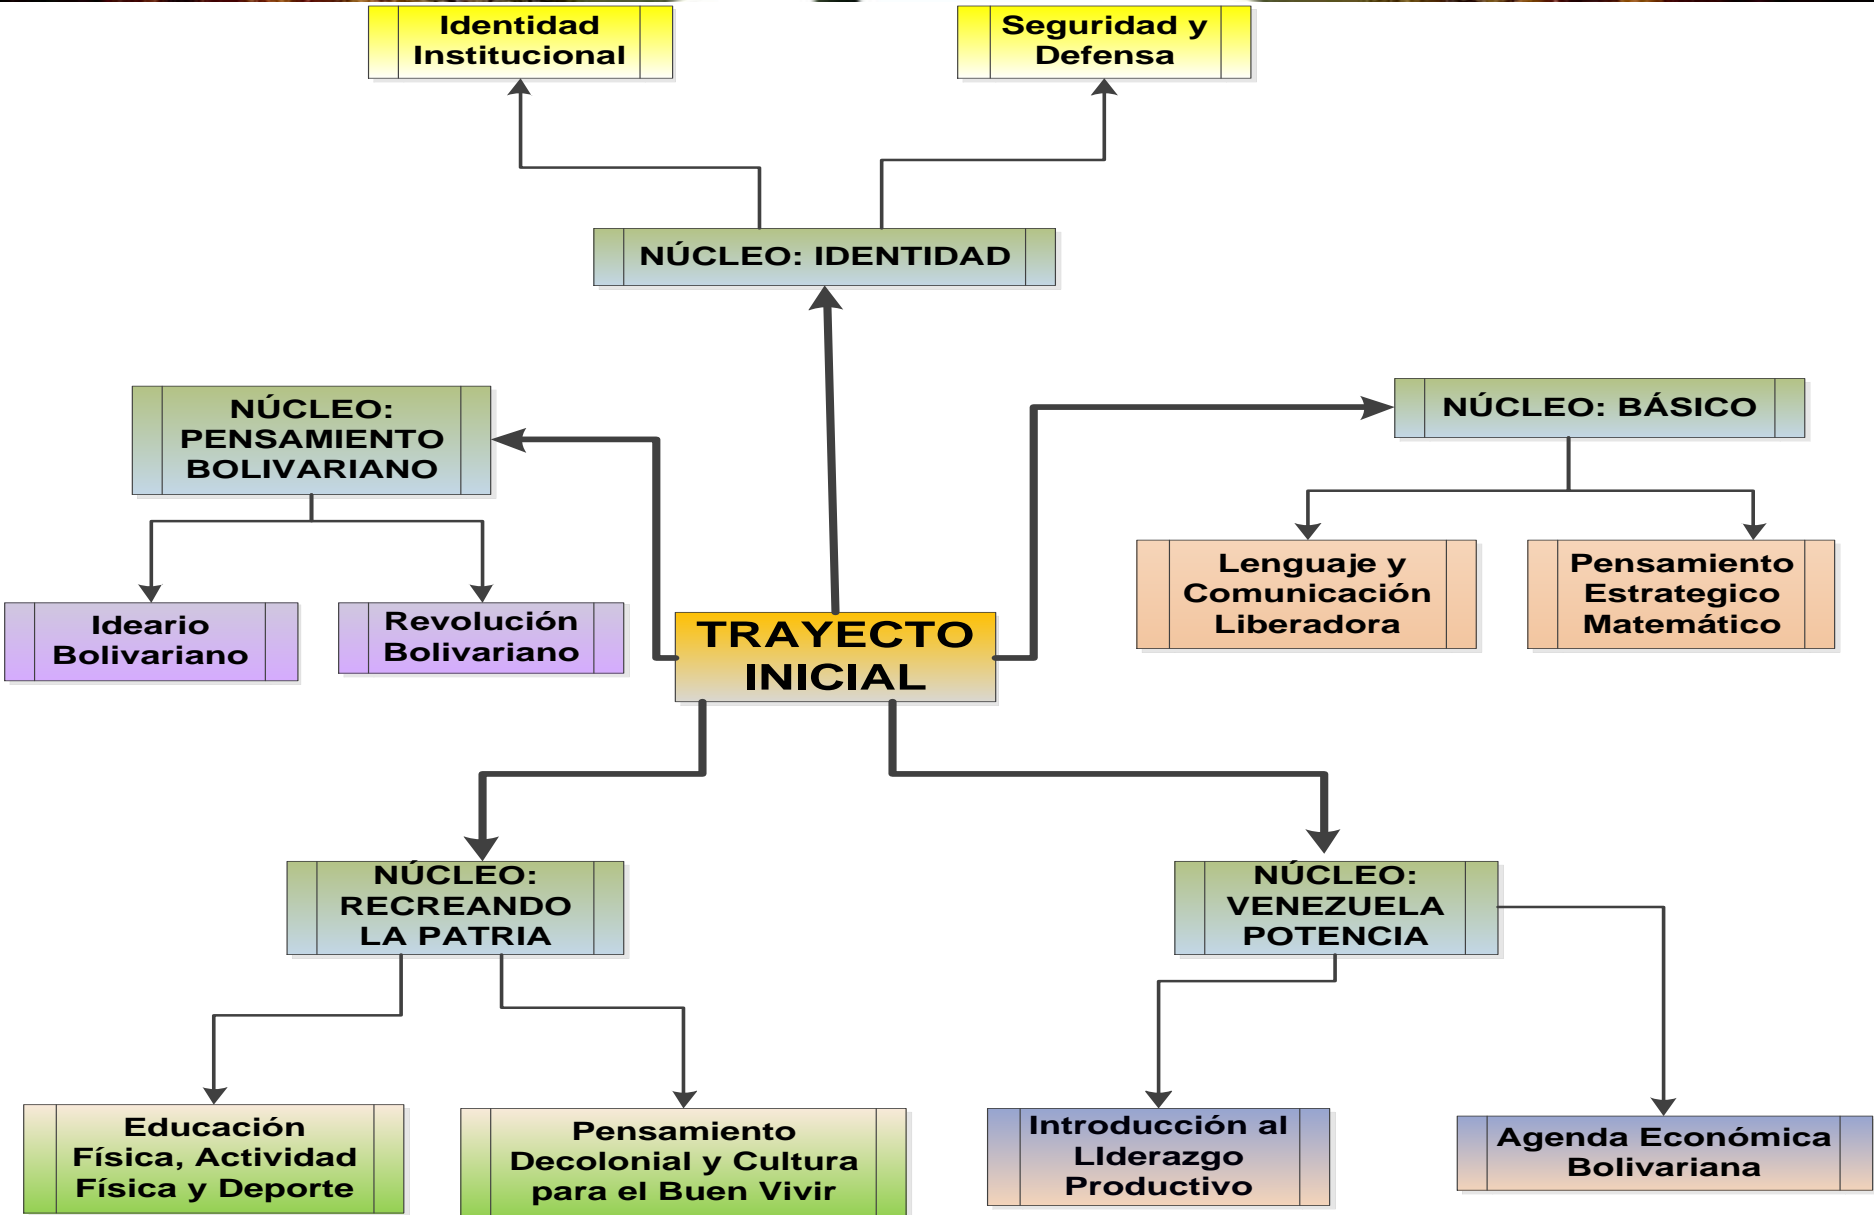 Identidad
Institucional
Seguridad y
Defensa
NÚCLEO: IDENTIDAD
NÚCLEO:
PENSAMIENTO
BOLIVARIANO
NÚCLEO: BÁSICO
Ideario
Bolivariano
Revolución
Bolivariano
TRAYECTO
INICIAL
Lenguaje y
Comunicación
Liberadora
Pensamiento
Estrategico
Matemático
NÚCLEO:
RECREANDO
LA PATRIA
NÚCLEO:
VENEZUELA
POTENCIA
Educación
Física, Actividad
Física y Deporte
Pensamiento
Decolonial y Cultura
para el Buen Vivir
Introducción al
LIderazgo
Productivo
Agenda Económica
Bolivariana